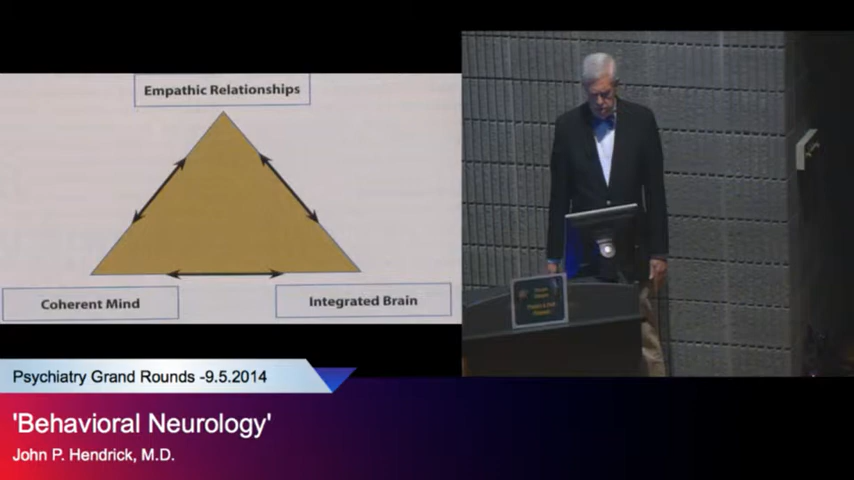 Empathic Relationships
Coherent Mind
Integrated Brain
Psychiatry Grand Rounds -9.5.2014
'Behavioral Neurology'
John P. Hendrick, M.D.